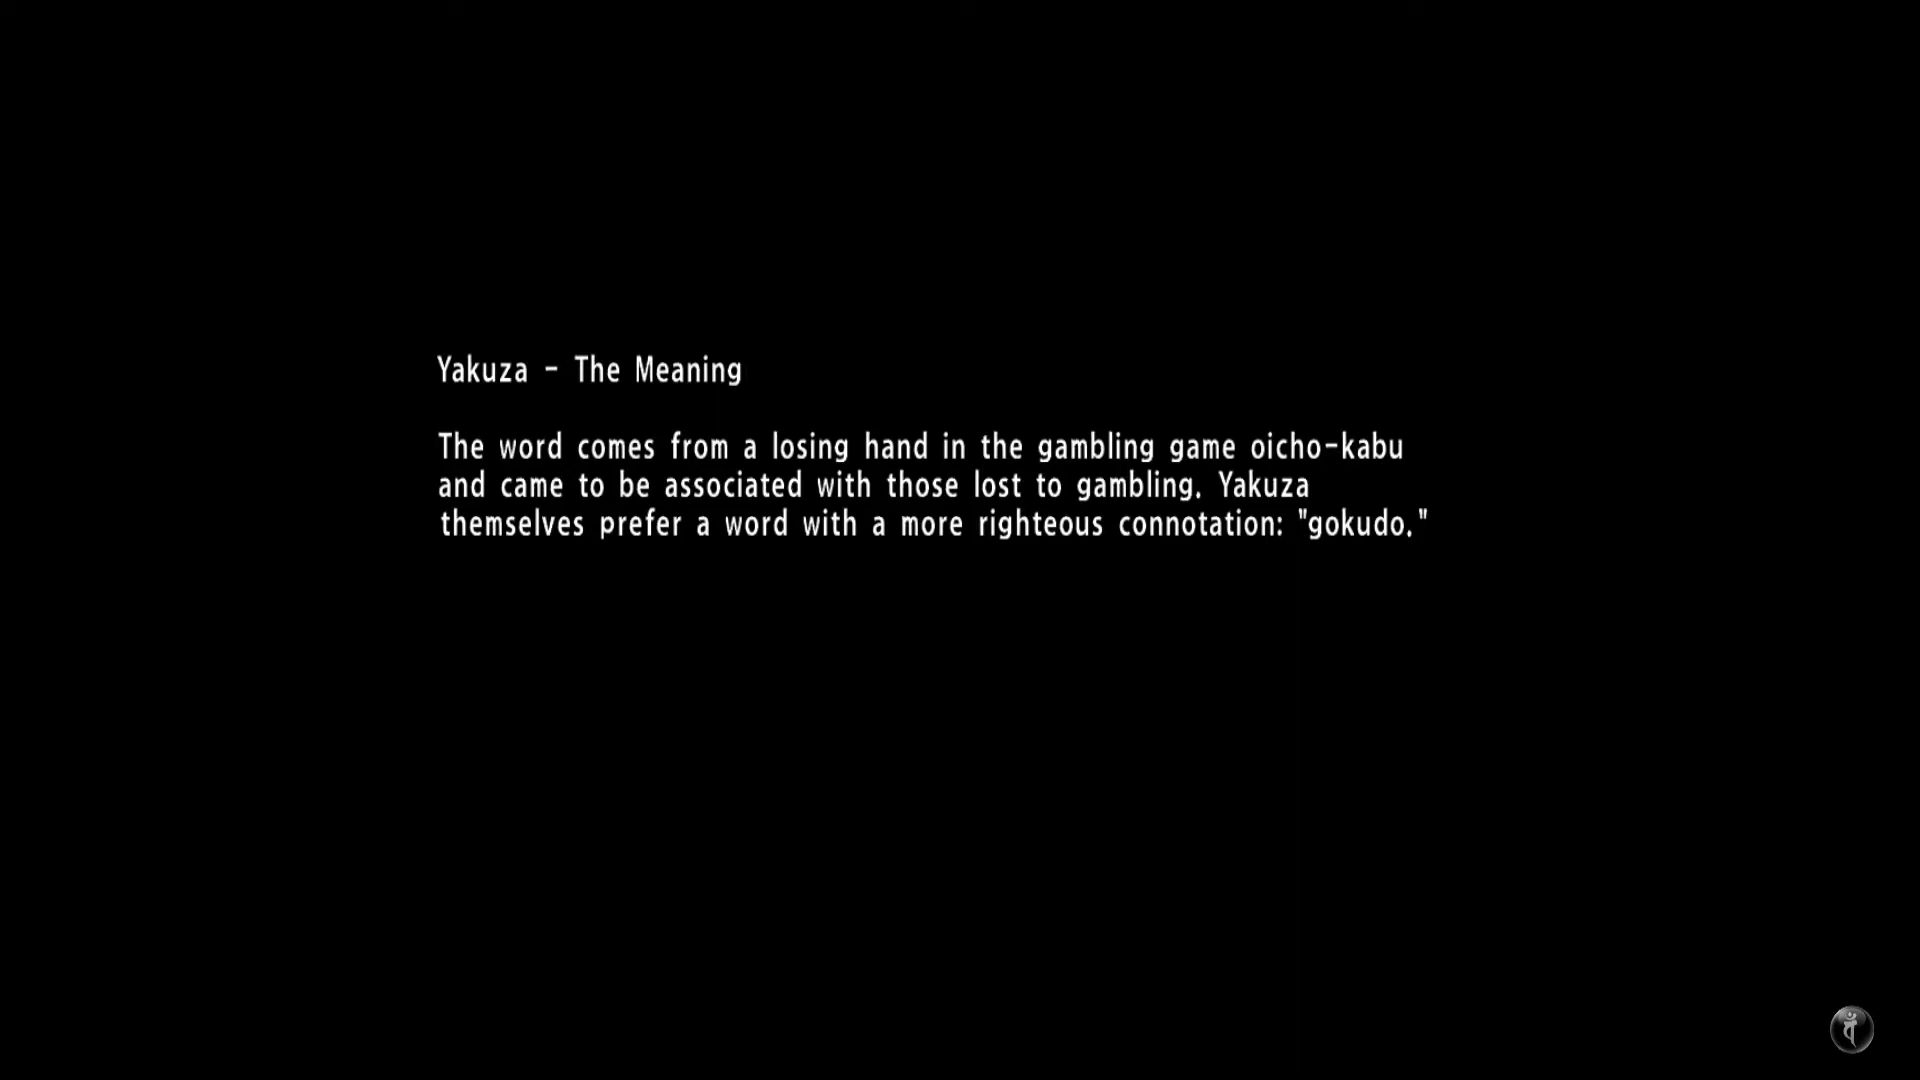 Yakuza - The Meaning
The word comes from a losing hand in the gambling game oicho-kabu
and came to be associated with those lost to gambling. Yakuza
themselves prefer a word with a more righteous connotation: "gokudo."